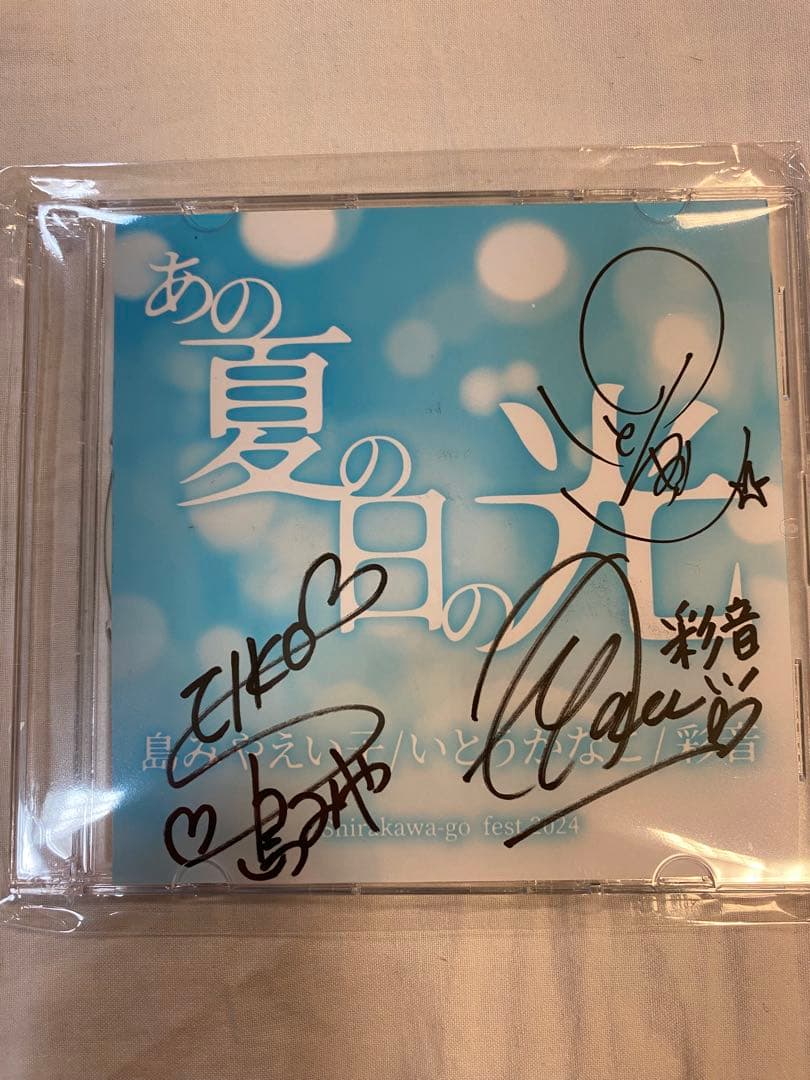 あの夏の日の光
EIKO
彩音
島みやえい子/いとうかなこ/彩音
島みや
Shirakawa-go fest 2024